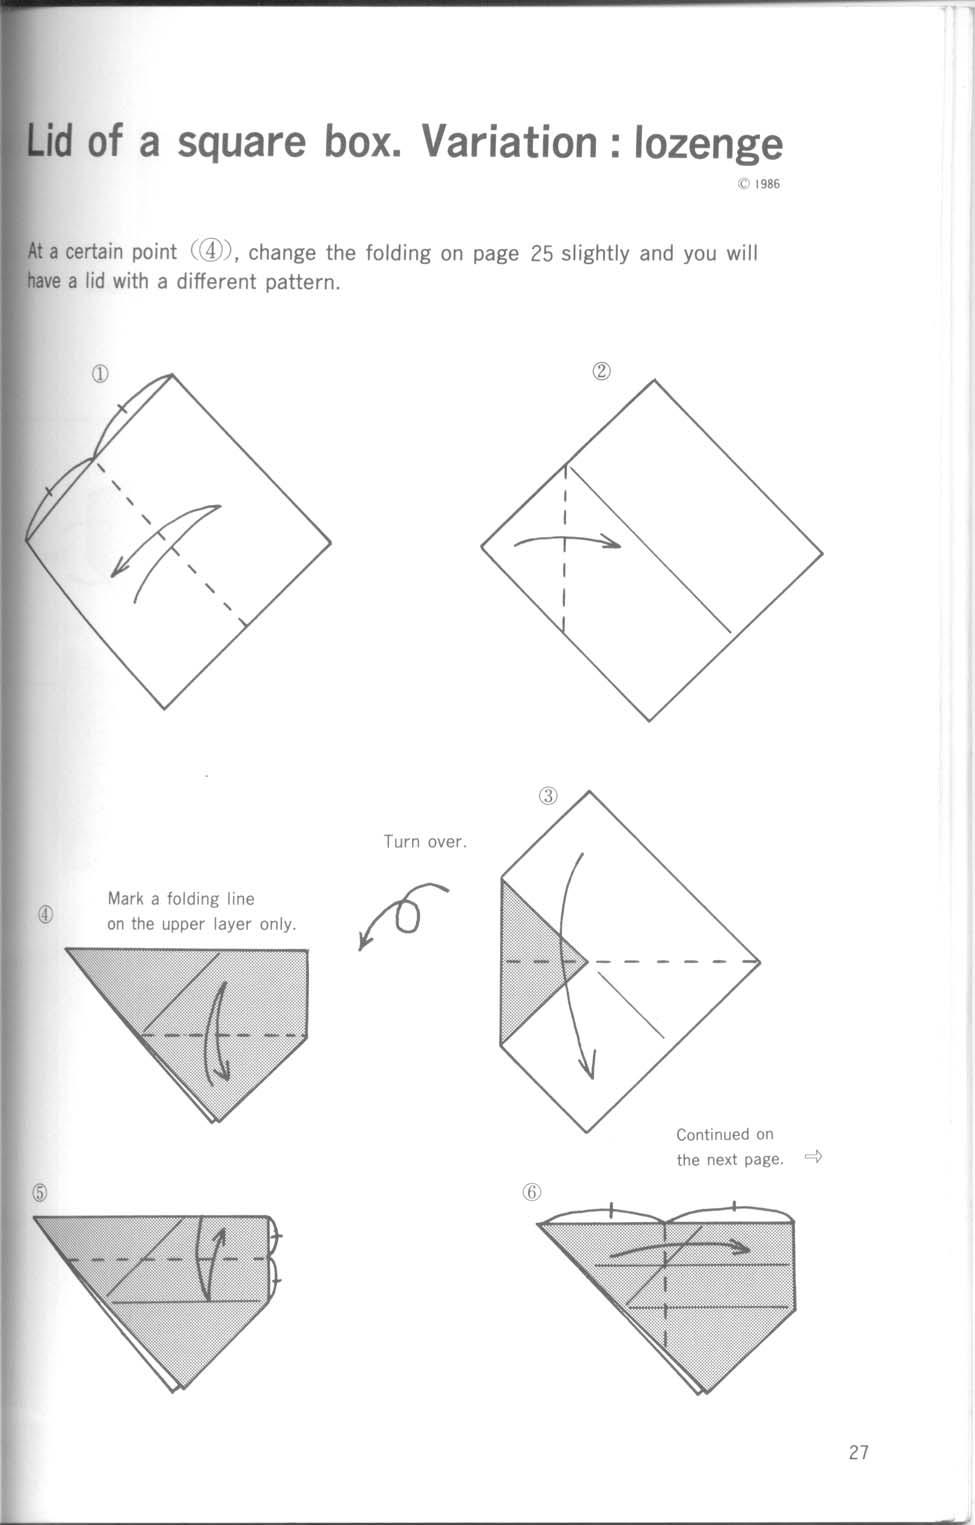 Lid of a square box. Variation : lozenge
© 1986
At a certain point (④), change the folding on page 25 slightly and you will
have a lid with a different pattern.
①
②
③
Turn over.
④
Mark a folding line
on the upper layer only.
Continued on
the next page. ⇨
⑤
⑥
27